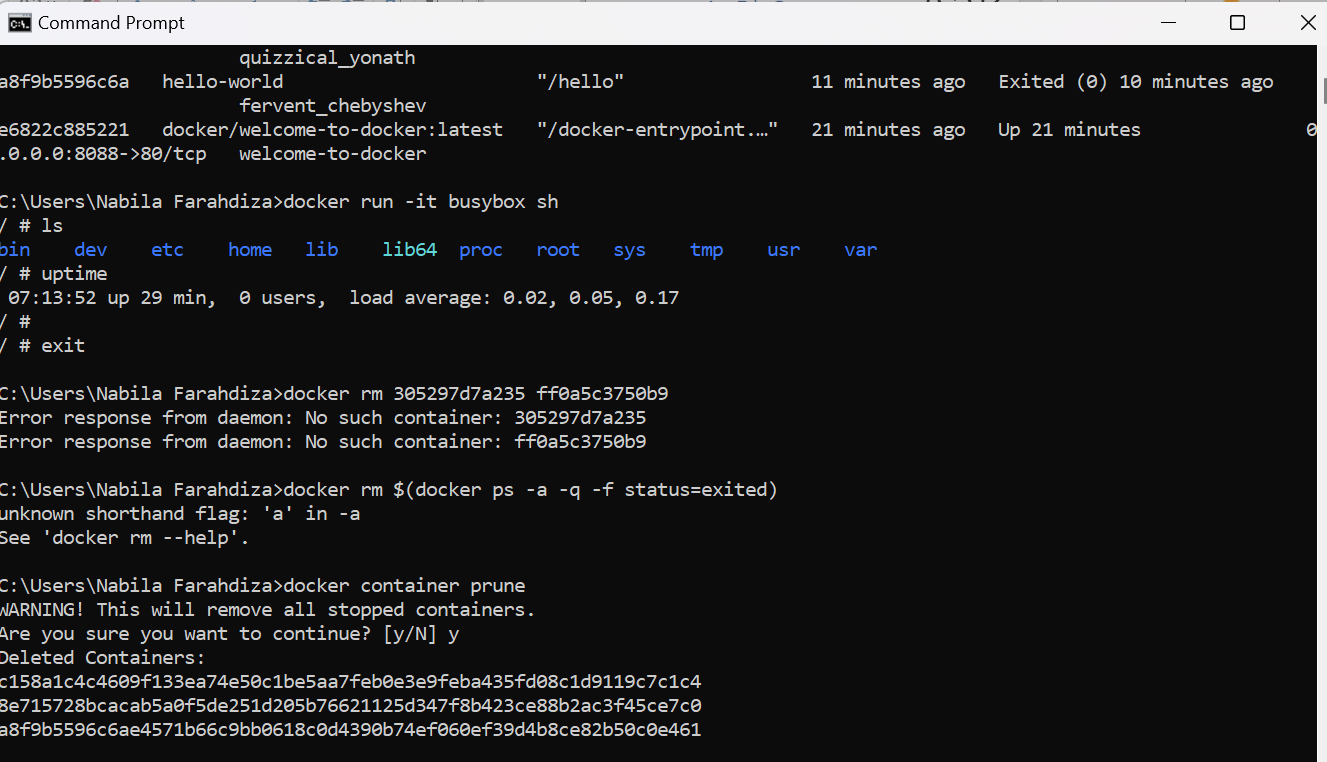 Command Prompt
quizzical_yonath
a8f9b5596c6a   hello-world                       "/hello"                 11 minutes ago   Exited (0) 10 minutes ago
fervent_chebyshev
e6822c885221   docker/welcome-to-docker:latest   "/docker-entrypoint.…"   21 minutes ago   Up 21 minutes               0
.0.0.0:8088->80/tcp   welcome-to-docker
C:\Users\Nabila Farahdiza>docker run -it busybox sh
/ # ls
bin    dev    etc    home   lib    lib64  proc   root   sys    tmp    usr    var
/ # uptime
07:13:52 up 29 min,  0 users,  load average: 0.02, 0.05, 0.17
/ #
/ # exit
C:\Users\Nabila Farahdiza>docker rm 305297d7a235 ff0a5c3750b9
Error response from daemon: No such container: 305297d7a235
Error response from daemon: No such container: ff0a5c3750b9
C:\Users\Nabila Farahdiza>docker rm $(docker ps -a -q -f status=exited)
unknown shorthand flag: 'a' in -a
See 'docker rm --help'.
C:\Users\Nabila Farahdiza>docker container prune
WARNING! This will remove all stopped containers.
Are you sure you want to continue? [y/N] y
Deleted Containers:
c158a1c4c4609f133ea74e50c1be5aa7feb0e3e9feba435fd08c1d9119c7c1c4
8e715728bcacab5a0f5de251d205b76621125d347f8b423ce88b2ac3f45ce7c0
a8f9b5596c6ae4571b66c9bb0618c0d4390b74ef060ef39d4b8ce82b50c0e461